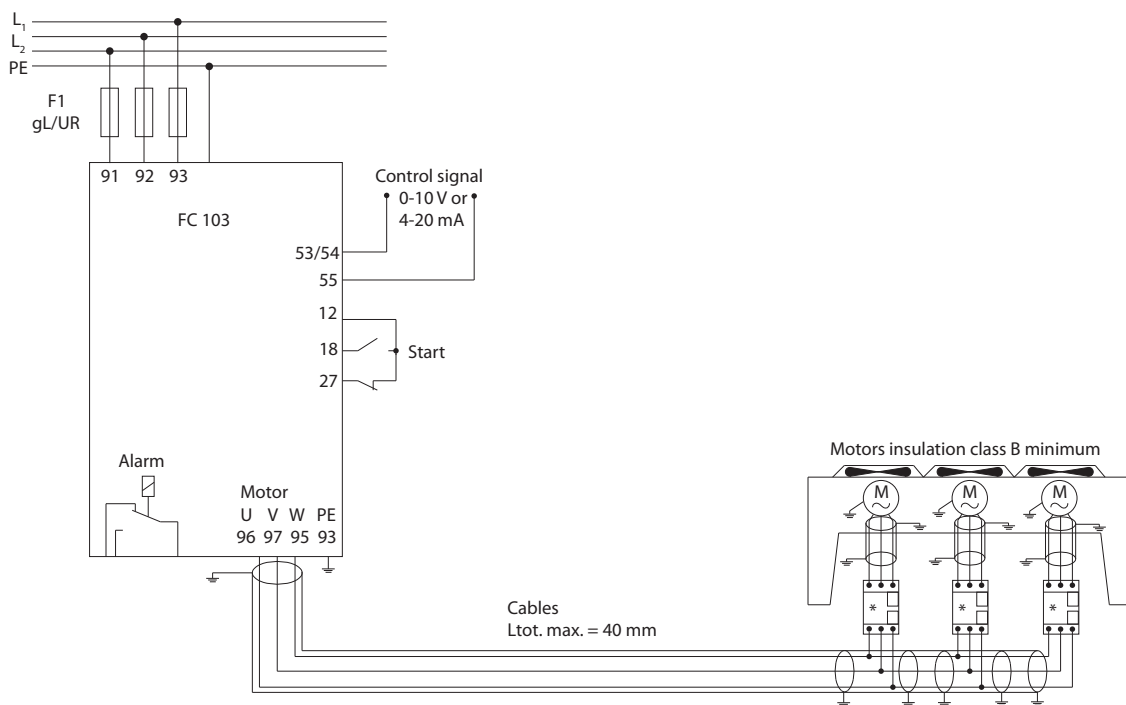 L1
L2
PE
F1
gL/UR
91 92 93
FC 103
Control signal
0-10 V or
4-20 mA
53/54
55
12
18
Start
27
Alarm
Motor
U V W PE
96 97 95 93
Motors insulation class B minimum
M M M
* * *
Cables
Ltot. max. = 40 mm